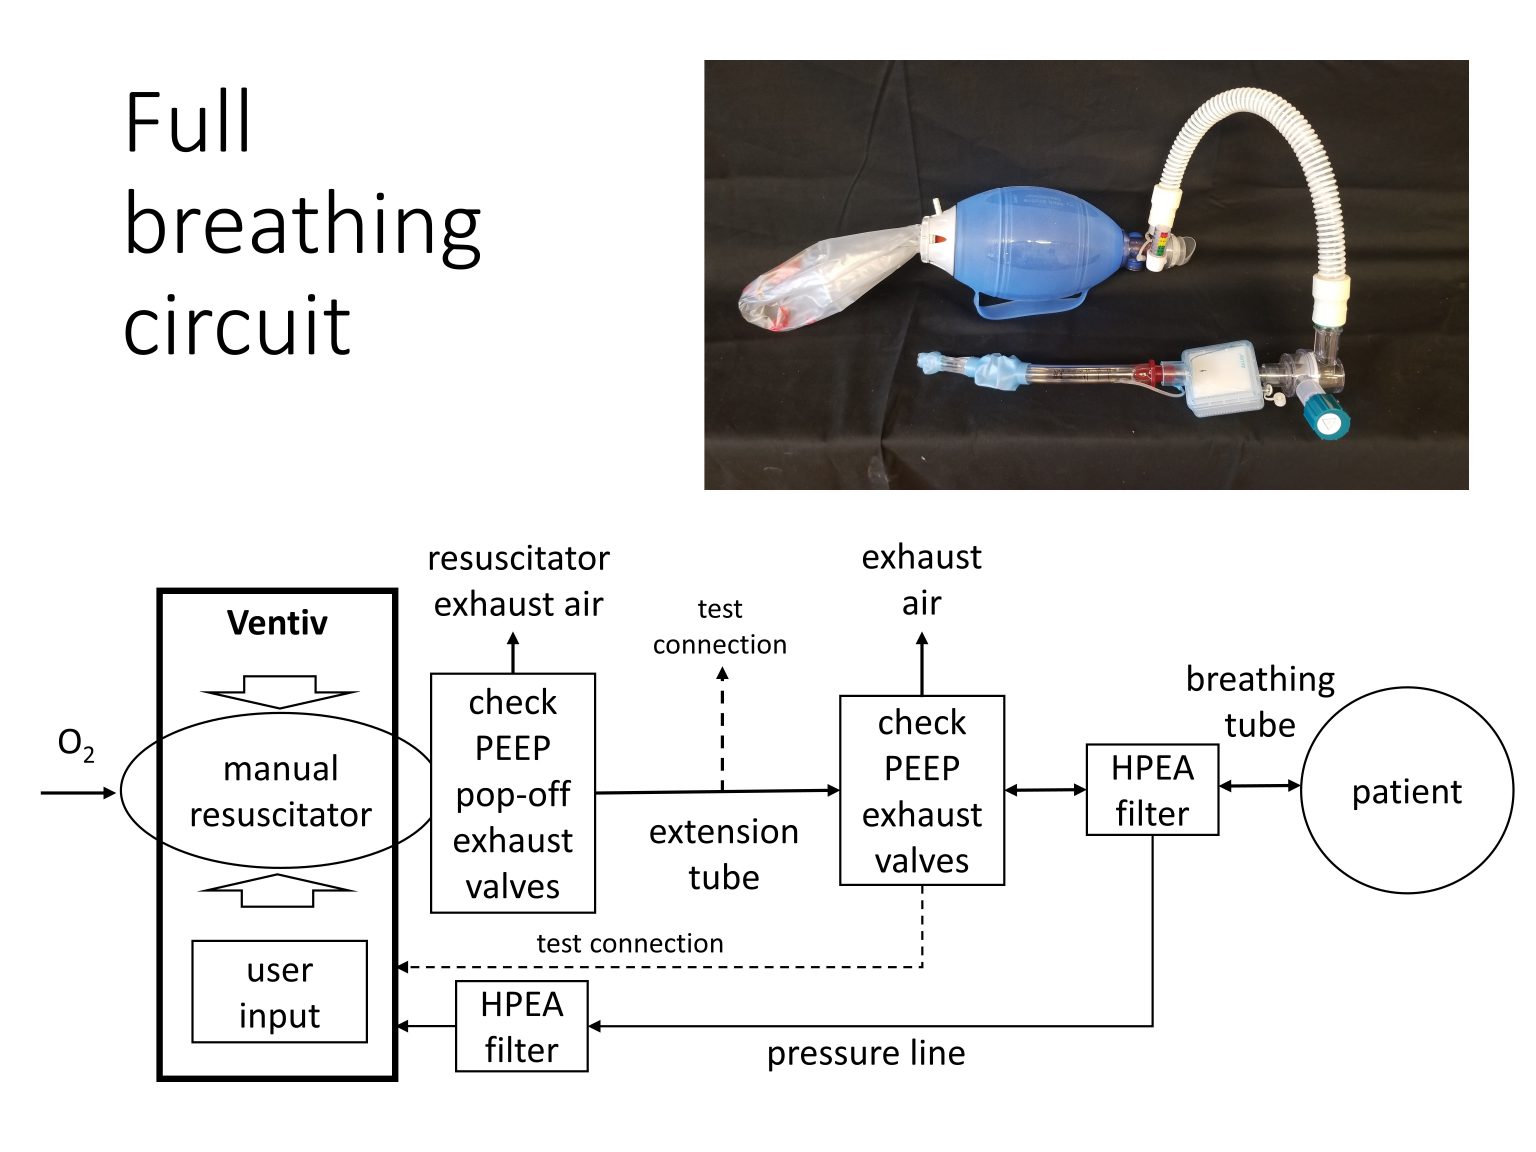 Full
breathing
circuit
resuscitator
exhaust air
test
connection
exhaust
air
Ventiv
O2
manual
resuscitator
check
PEEP
pop-off
exhaust
valves
extension
tube
check
PEEP
exhaust
valves
HPEA
filter
breathing
tube
patient
user
input
test connection
HPEA
filter
pressure line